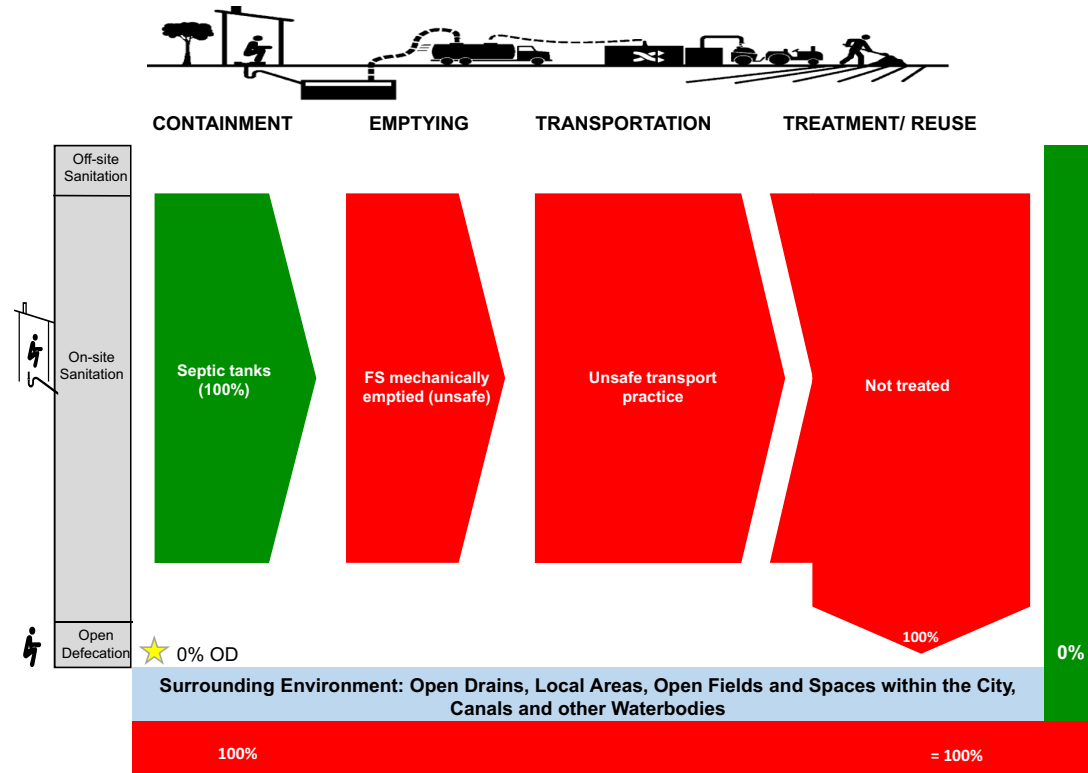 CONTAINMENT EMPTYING TRANSPORTATION TREATMENT/ REUSE
Off-site
Sanitation
On-site
Sanitation
Septic tanks
(100%)
FS mechanically
emptied (unsafe)
Unsafe transport
practice
Not treated
Open
Defecation
0% OD
100%
0%
Surrounding Environment: Open Drains, Local Areas, Open Fields and Spaces within the City,
Canals and other Waterbodies
100% = 100%